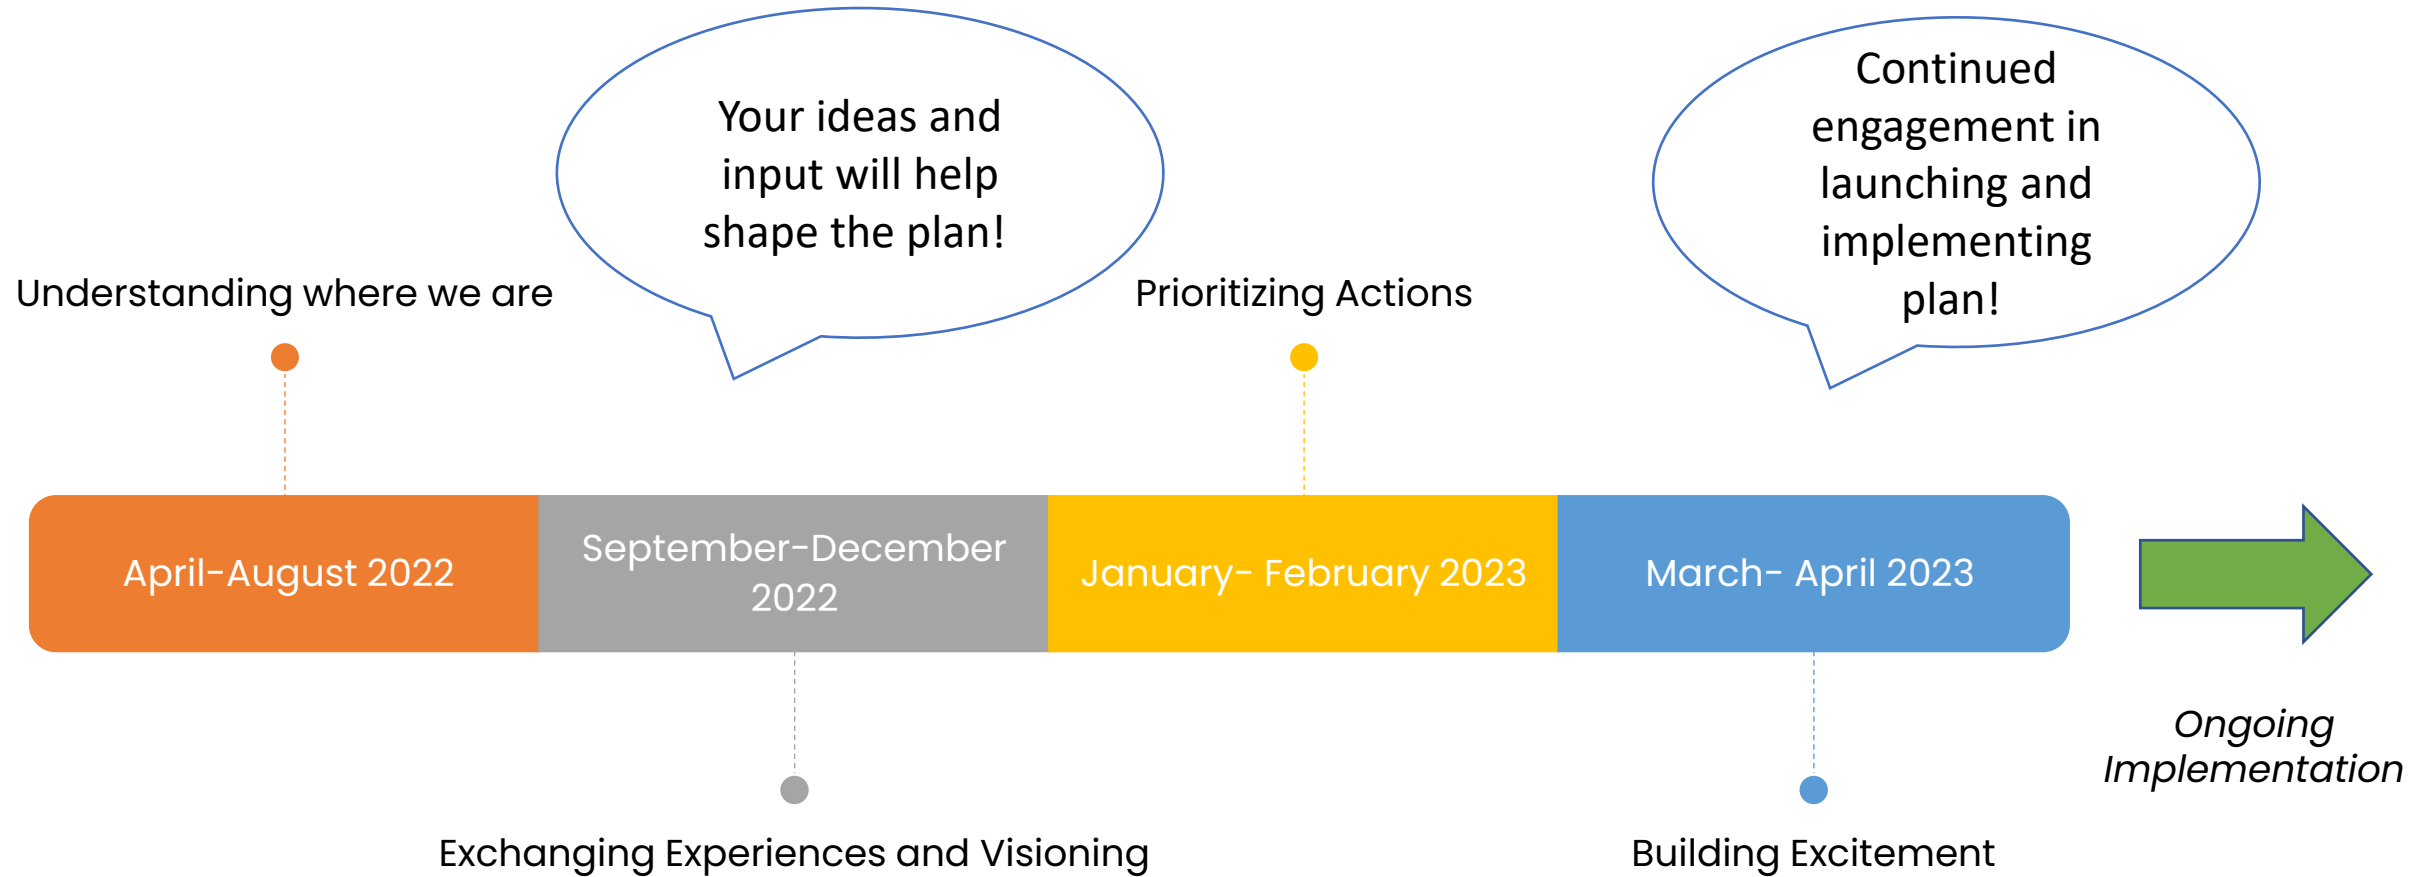 Your ideas and
input will help
shape the plan!
Continued
engagement in
launching and
implementing
plan!
Understanding where we are
Prioritizing Actions
April-August 2022
September-December
2022
January- February 2023
March- April 2023
Ongoing
Implementation
Exchanging Experiences and Visioning
Building Excitement